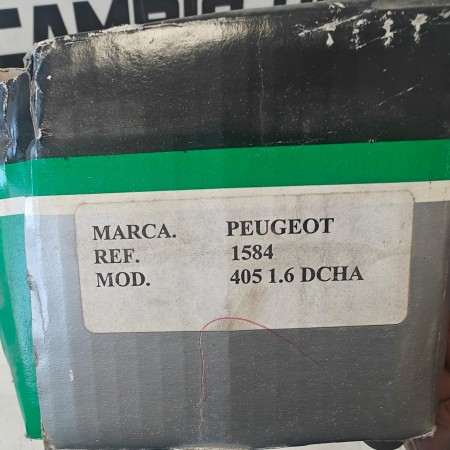 MARCA. PEUGEOT
REF. 1584
MOD. 405 1.6 DCHA